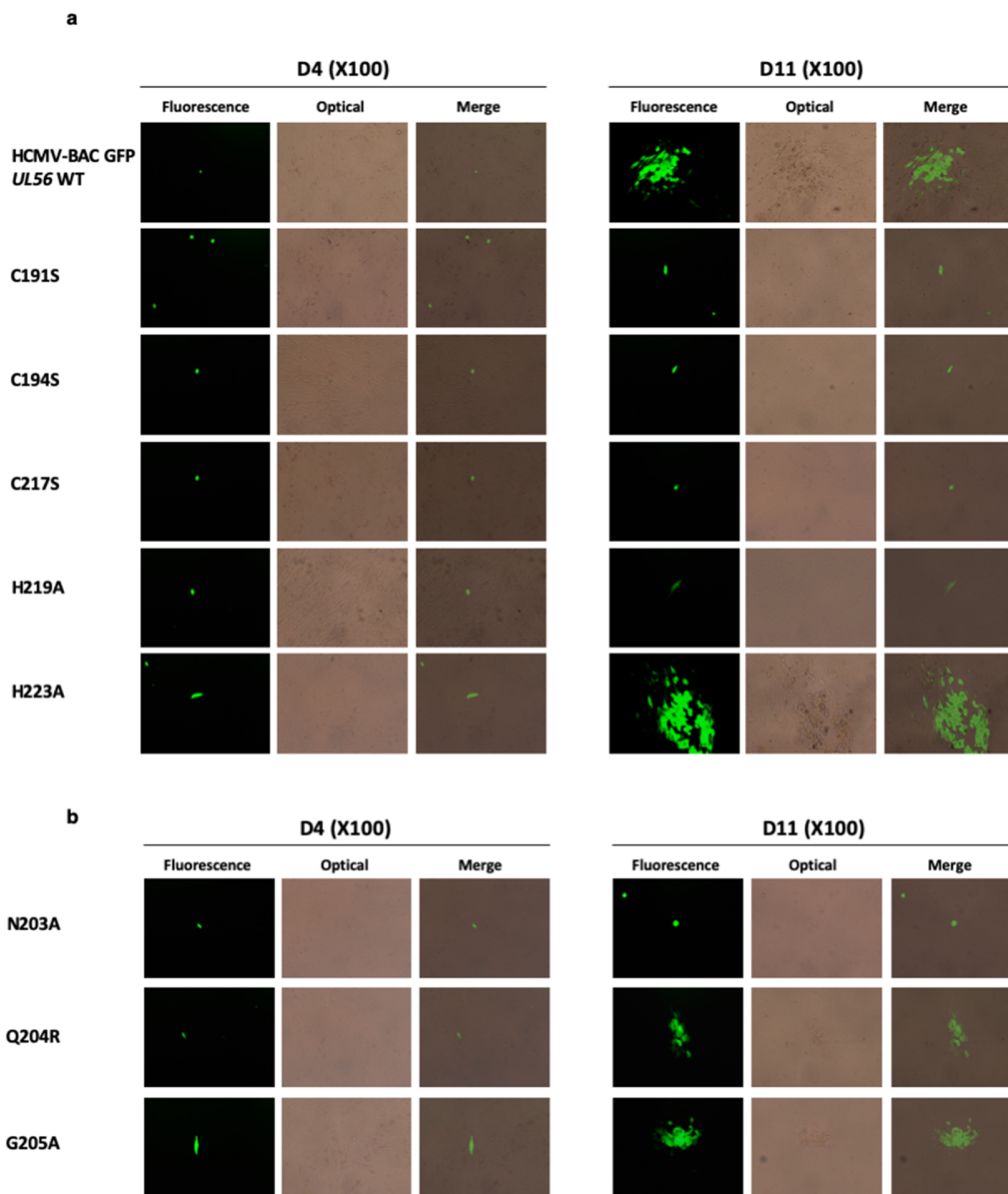 a
D4 (X100) D11 (X100)
Fluorescence Optical Merge Fluorescence Optical Merge
HCMV-BAC GFP
UL56 WT
C191S
C194S
C217S
H219A
H223A
b
D4 (X100) D11 (X100)
Fluorescence Optical Merge Fluorescence Optical Merge
N203A
Q204R
G205A